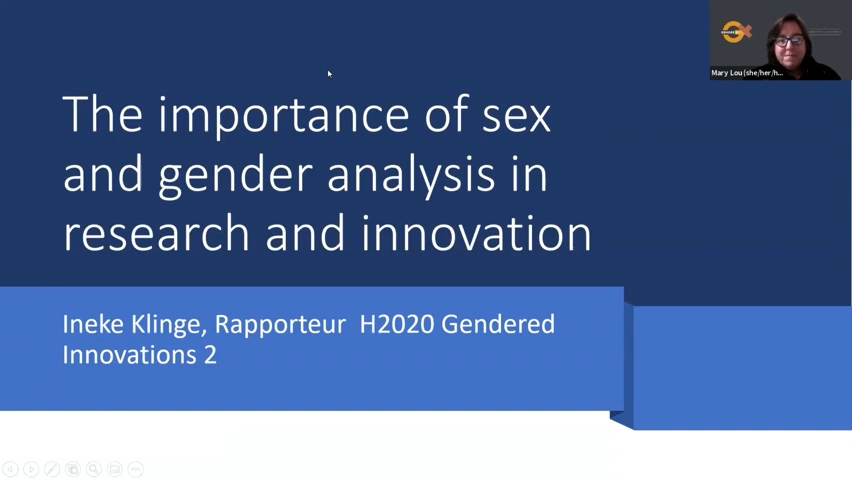 The importance of sex
and gender analysis in
research and innovation
Ineke Klinge, Rapporteur H2020 Gendered
Innovations 2
Mary Lou (she/her/h...